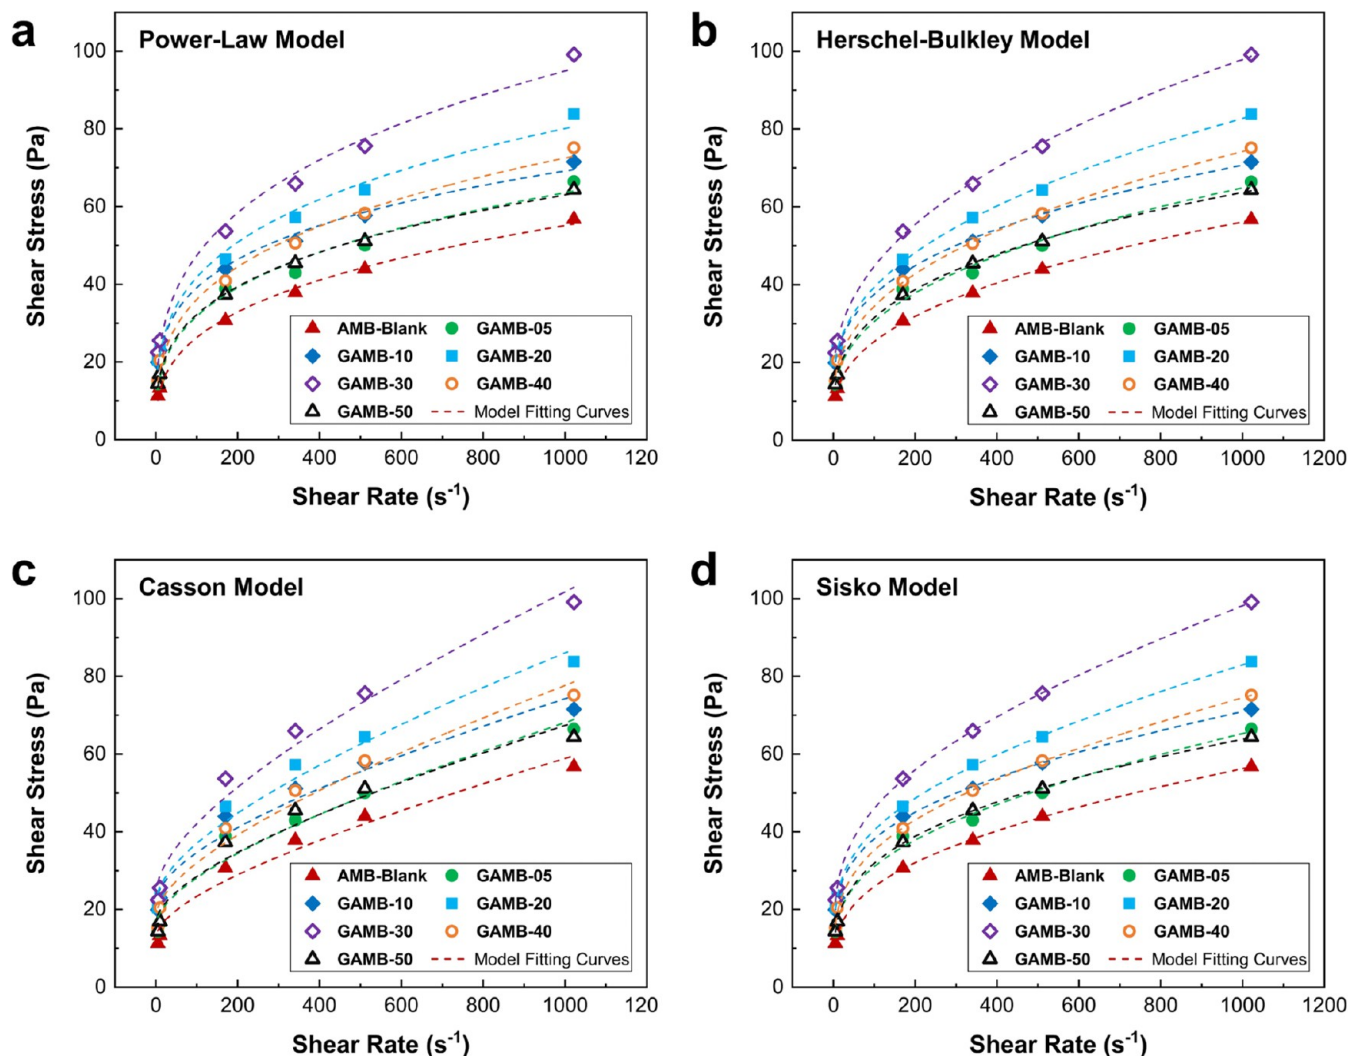 a
Power-Law Model
100
80
60
40
20
0
Shear Stress (Pa)
AMB-Blank GAMB-05
GAMB-10 GAMB-20
GAMB-30 GAMB-40
GAMB-50 Model Fitting Curves
0 200 400 600 800 1000 120
Shear Rate (s⁻¹)
b
Herschel-Bulkley Model
100
80
60
40
20
0
Shear Stress (Pa)
AMB-Blank GAMB-05
GAMB-10 GAMB-20
GAMB-30 GAMB-40
GAMB-50 Model Fitting Curves
0 200 400 600 800 1000 1200
Shear Rate (s⁻¹)
c
Casson Model
100
80
60
40
20
0
Shear Stress (Pa)
AMB-Blank GAMB-05
GAMB-10 GAMB-20
GAMB-30 GAMB-40
GAMB-50 Model Fitting Curves
0 200 400 600 800 1000 120
Shear Rate (s⁻¹)
d
Sisko Model
100
80
60
40
20
0
Shear Stress (Pa)
AMB-Blank GAMB-05
GAMB-10 GAMB-20
GAMB-30 GAMB-40
GAMB-50 Model Fitting Curves
0 200 400 600 800 1000 1200
Shear Rate (s⁻¹)